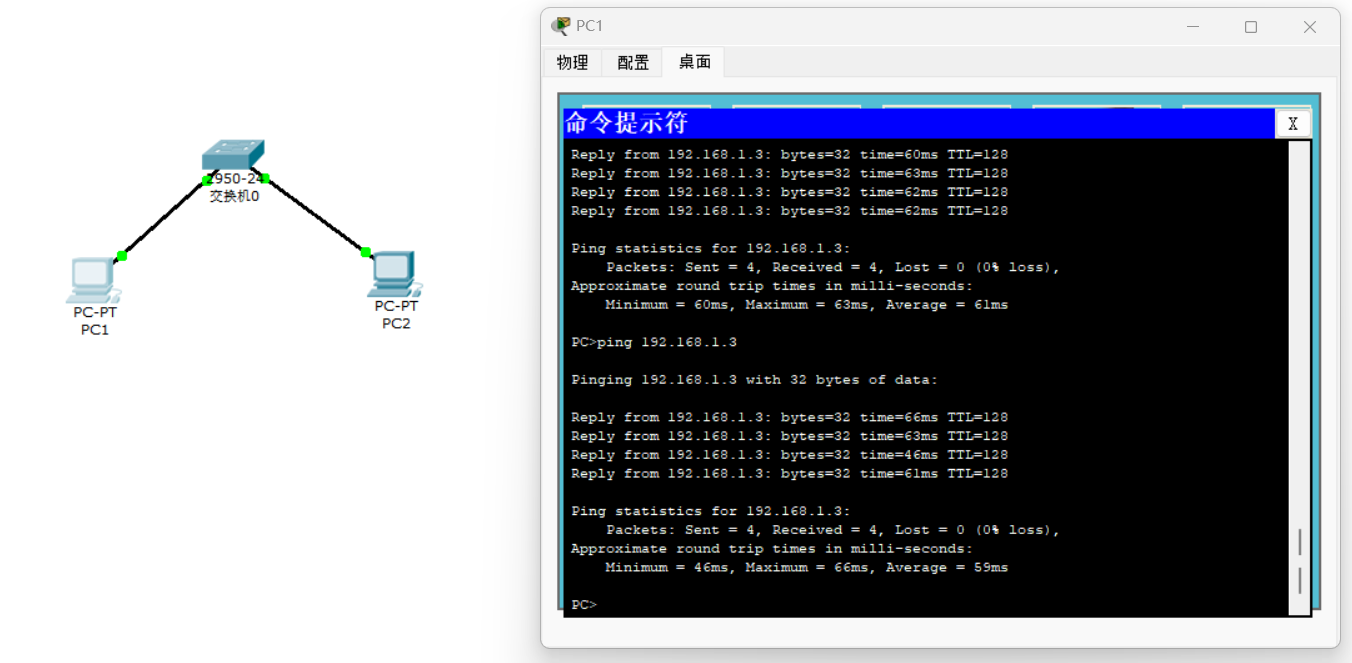 2950-24
交换机0
PC-PT
PC1
PC-PT
PC2
PC1
物理 配置 桌面
命令提示符 X
Reply from 192.168.1.3: bytes=32 time=60ms TTL=128
Reply from 192.168.1.3: bytes=32 time=63ms TTL=128
Reply from 192.168.1.3: bytes=32 time=62ms TTL=128
Reply from 192.168.1.3: bytes=32 time=62ms TTL=128
Ping statistics for 192.168.1.3:
Packets: Sent = 4, Received = 4, Lost = 0 (0% loss),
Approximate round trip times in milli-seconds:
Minimum = 60ms, Maximum = 63ms, Average = 61ms
PC>ping 192.168.1.3
Pinging 192.168.1.3 with 32 bytes of data:
Reply from 192.168.1.3: bytes=32 time=66ms TTL=128
Reply from 192.168.1.3: bytes=32 time=63ms TTL=128
Reply from 192.168.1.3: bytes=32 time=46ms TTL=128
Reply from 192.168.1.3: bytes=32 time=61ms TTL=128
Ping statistics for 192.168.1.3:
Packets: Sent = 4, Received = 4, Lost = 0 (0% loss),
Approximate round trip times in milli-seconds:
Minimum = 46ms, Maximum = 66ms, Average = 59ms
PC>